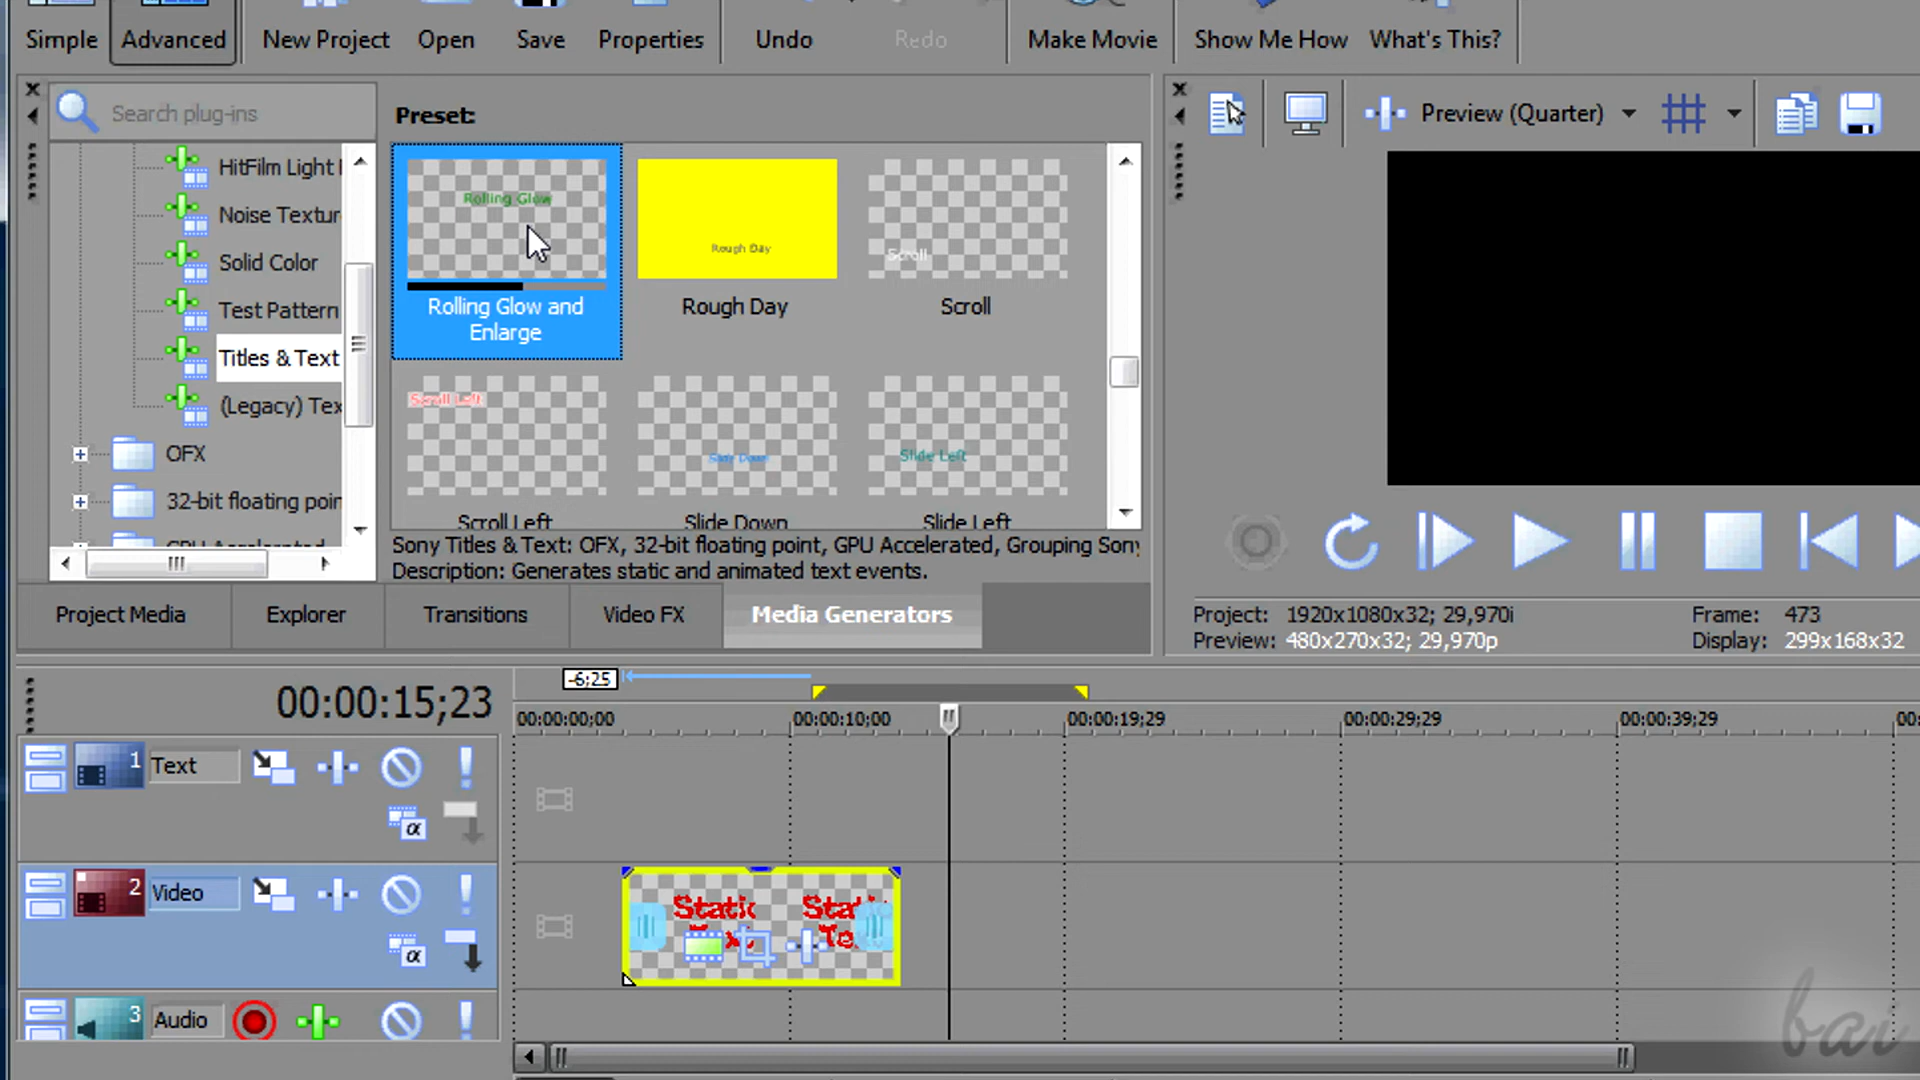 Simple Advanced New Project Open Save Properties Undo Redo Make Movie Show Me How What's This?
Search plug-ins
Preset:
Preview (Quarter)
HitFilm Light
Noise Textur
Solid Color
Test Pattern
Titles & Text
(Legacy) Tex
OFX
32-bit floating poin
GPU Accelerated
Rolling Glow
Rolling Glow and
Enlarge
Rough Day
Rough Day
Scroll
Scroll
Scroll Left
Scroll Left
Slide Down
Slide Down
Slide Left
Slide Left
Sony Titles & Text: OFX, 32-bit floating point, GPU Accelerated, Grouping Sony
Description: Generates static and animated text events.
Project Media Explorer Transitions Video FX Media Generators
Project: 1920x1080x32; 29,970i Frame: 473
Preview: 480x270x32; 29,970p Display: 299x168x32
-6;25
00:00:15;23
00:00:00;00 00:00:10;00 00:00:19;29 00:00:29;29 00:00:39;29 00:
1 Text
α
2 Video
α
Static Static
Text Te
3 Audio
bai